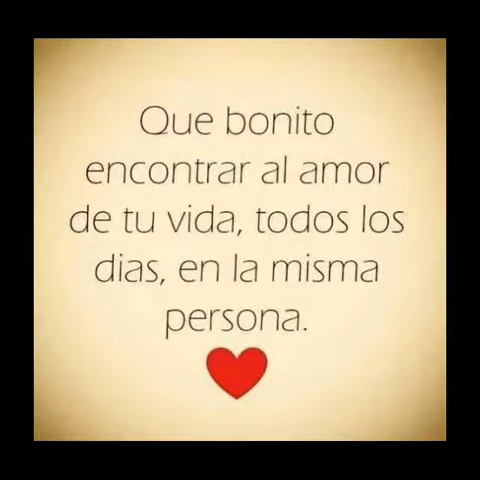 Que bonito
encontrar al amor
de tu vida, todos los
dias, en la misma
persona.